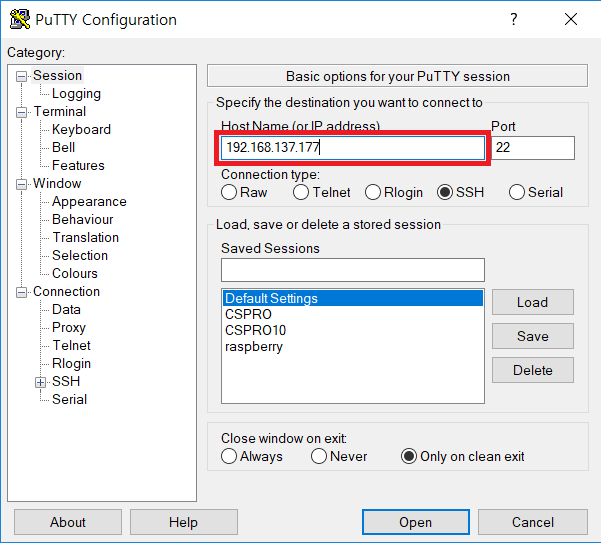 PuTTY Configuration
?
Category:
Session
Logging
Terminal
Keyboard
Bell
Features
Window
Appearance
Behaviour
Translation
Selection
Colours
Connection
Data
Proxy
Telnet
Rlogin
SSH
Serial
Basic options for your PuTTY session
Specify the destination you want to connect to
Host Name (or IP address) Port
192.168.137.177 22
Connection type:
Raw Telnet Rlogin SSH Serial
Load, save or delete a stored session
Saved Sessions
Default Settings
CSPRO
CSPRO10
raspberry
Load
Save
Delete
Close window on exit:
Always Never Only on clean exit
About Help Open Cancel